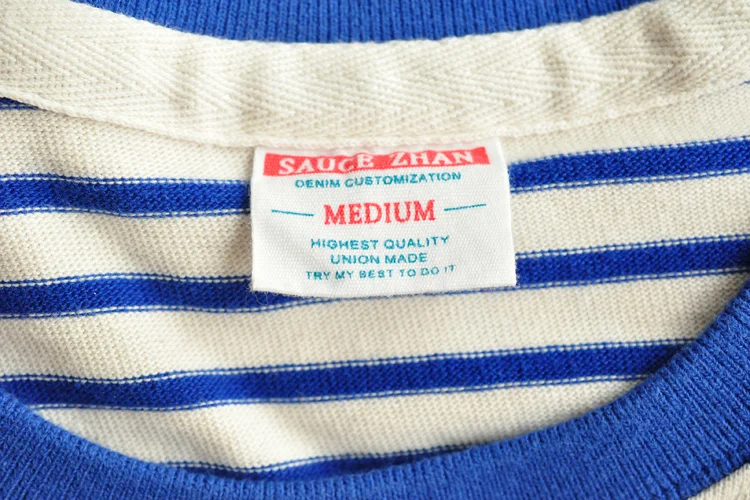 SAUCE ZHAN
DENIM CUSTOMIZATION
MEDIUM
HIGHEST QUALITY
UNION MADE
TRY MY BEST TO DO IT